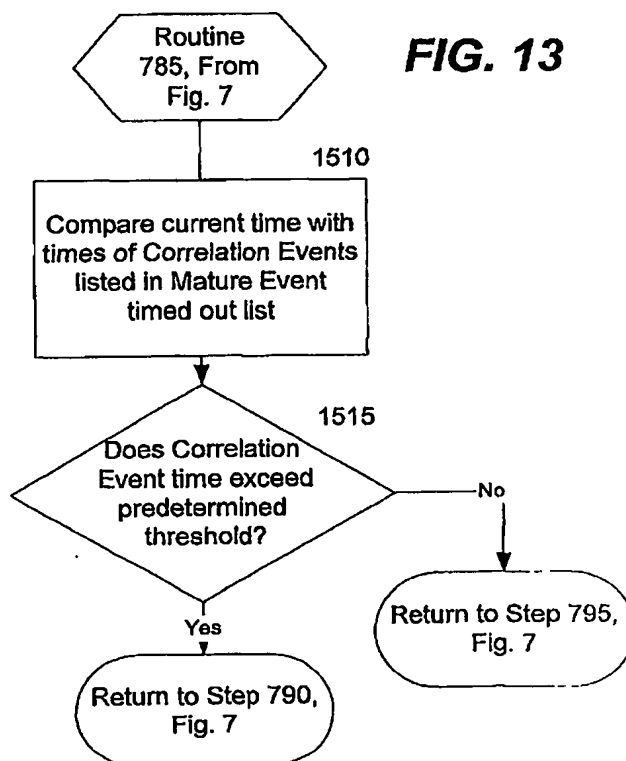 Routine
785, From
Fig. 7
FIG. 13
1510
Compare current time with
times of Correlation Events
listed in Mature Event
timed out list
1515
Does Correlation
Event time exceed
predetermined
threshold?
No
Return to Step 795,
Fig. 7
Yes
Return to Step 790,
Fig. 7